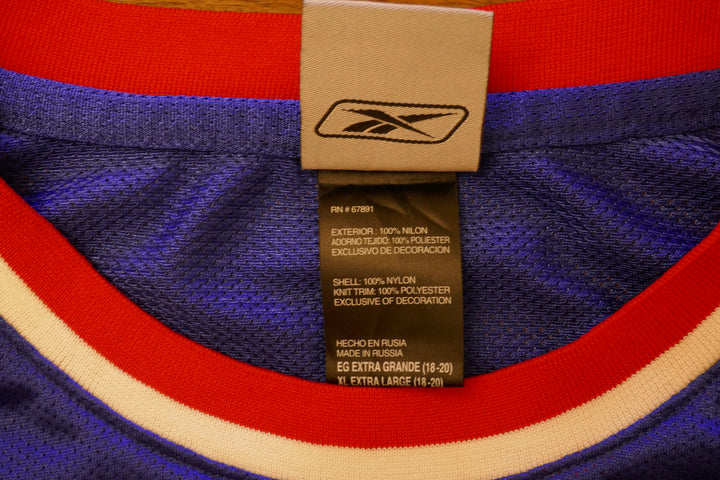 RN # 67891
EXTERIOR : 100% NILON
ADORNO TEJIDO: 100% POLIESTER
EXCLUSIVO DE DECORACION
SHELL: 100% NYLON
KNIT TRIM: 100% POLYESTER
EXCLUSIVE OF DECORATION
HECHO EN RUSIA
MADE IN RUSSIA
EG EXTRA GRANDE (18-20)
XL EXTRA LARGE (18-20)